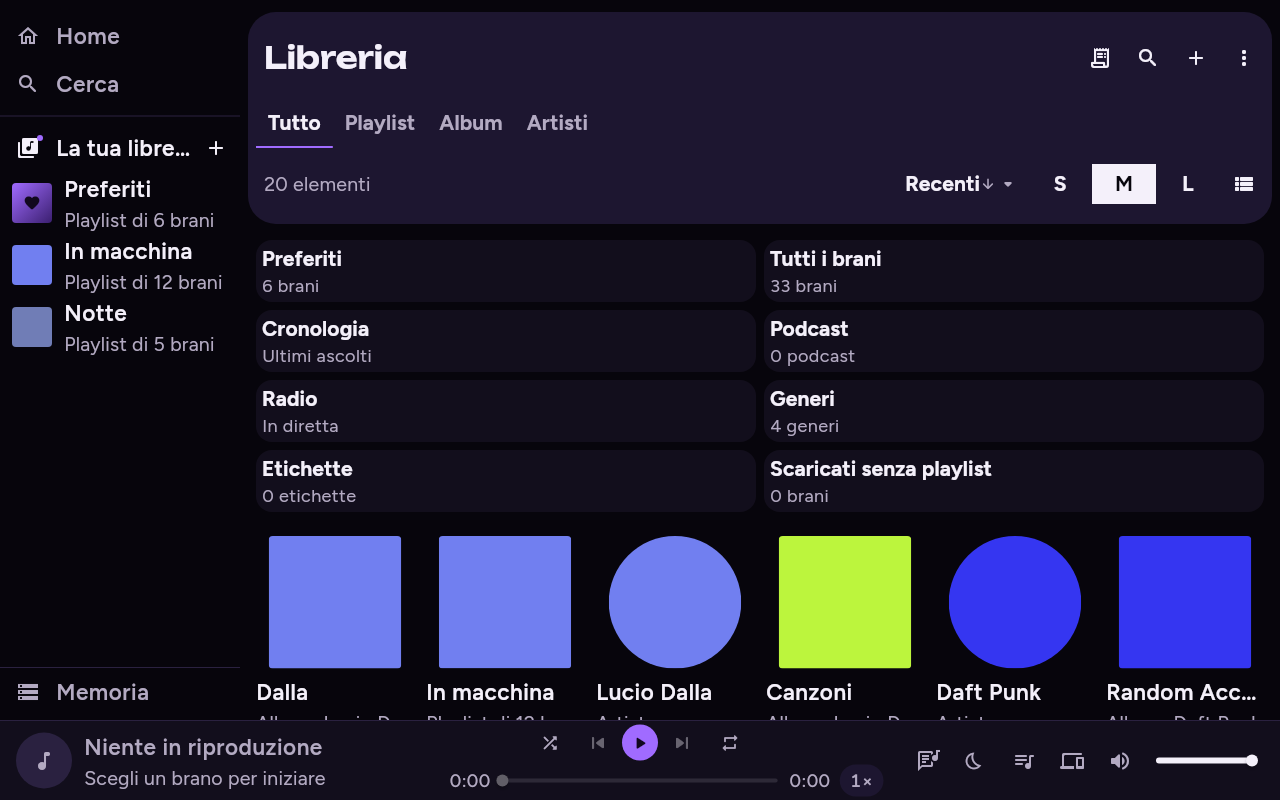 Home
Cerca
La tua libre...
Preferiti
Playlist di 6 brani
In macchina
Playlist di 12 brani
Notte
Playlist di 5 brani
Memoria
Libreria
Tutto Playlist Album Artisti
20 elementi
Recenti S M L
Preferiti
6 brani
Tutti i brani
33 brani
Cronologia
Ultimi ascolti
Podcast
0 podcast
Radio
In diretta
Generi
4 generi
Etichette
0 etichette
Scaricati senza playlist
0 brani
Dalla
In macchina
Lucio Dalla
Canzoni
Daft Punk
Random Acc...
Niente in riproduzione
Scegli un brano per iniziare
0:00
0:00
1×